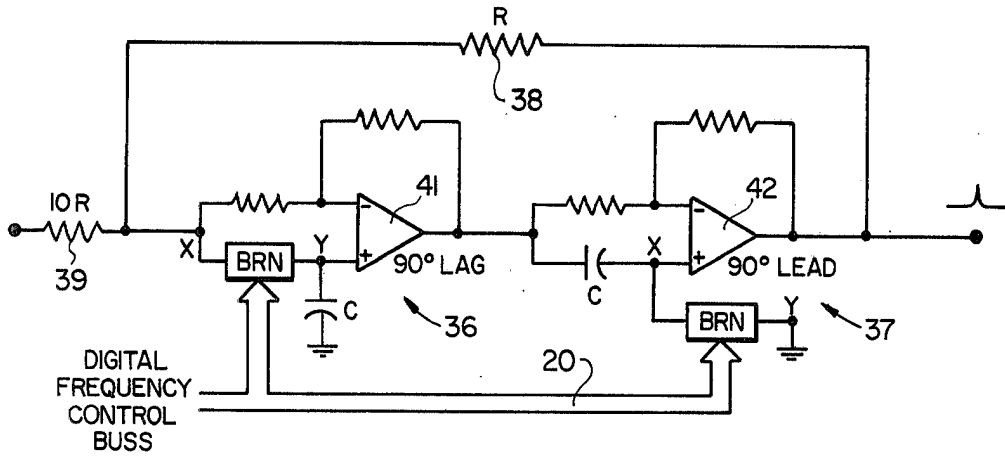 R
38
41
42
10 R
39
X
BRN
Y
-
+
90° LAG
C
36
-
+
X
90° LEAD
C
BRN
Y
37
20
DIGITAL
FREQUENCY
CONTROL
BUSS